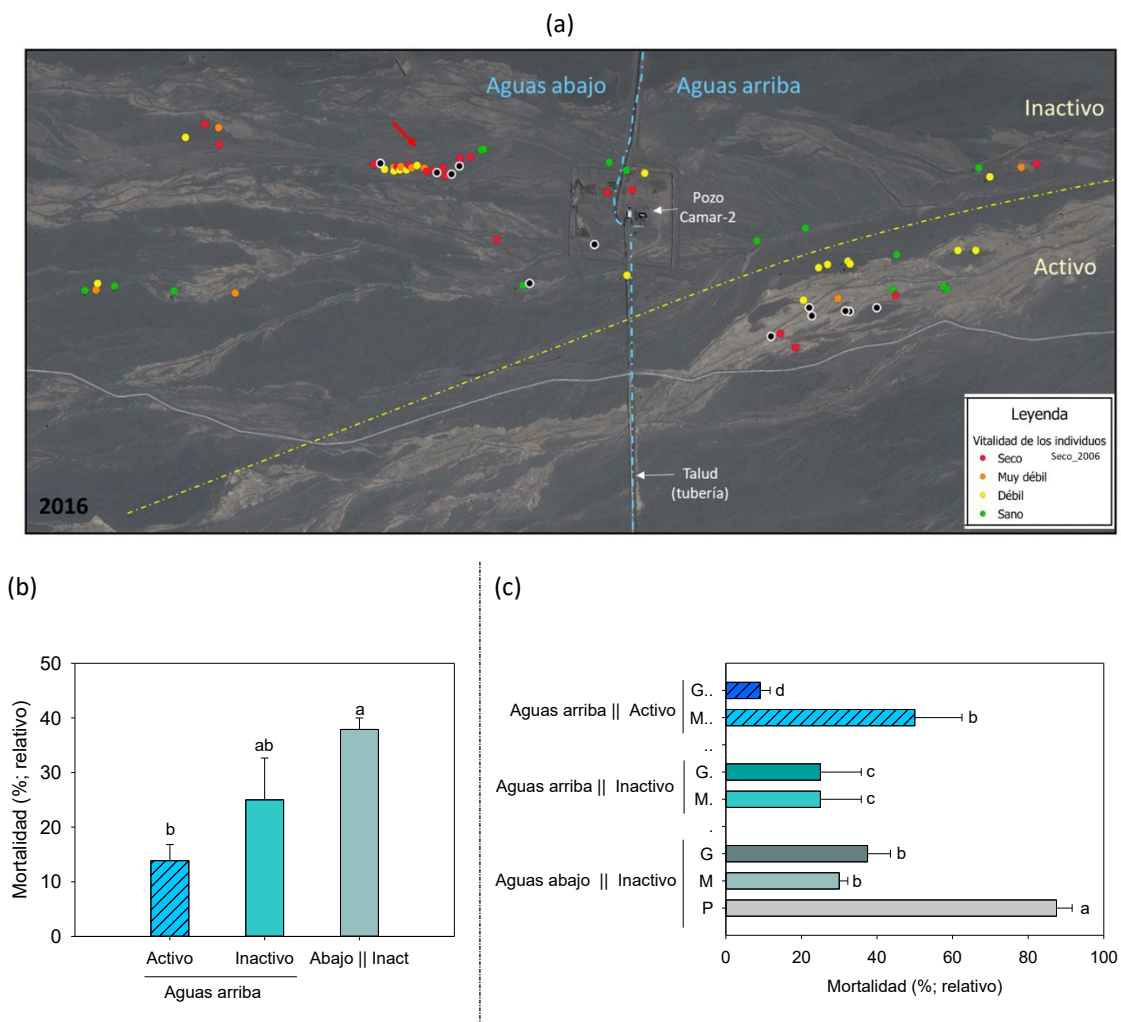 (a)
Aguas abajo
Aguas arriba
Inactivo
Pozo
Camar-2
Activo
Leyenda
Vitalidad de los individuos
Seco
Seco_2006
Muy débil
Débil
Sano
Talud
(tubería)
2016
(b)
Mortalidad (%; relativo)
50
40
30
20
10
0
b
ab
a
Activo
Inactivo
Abajo || Inact
Aguas arriba
(c)
Aguas arriba || Activo
G..
d
M..
b
..
Aguas arriba || Inactivo
G.
c
M.
c
.
Aguas abajo || Inactivo
G
b
M
b
P
a
0 20 40 60 80 100
Mortalidad (%; relativo)